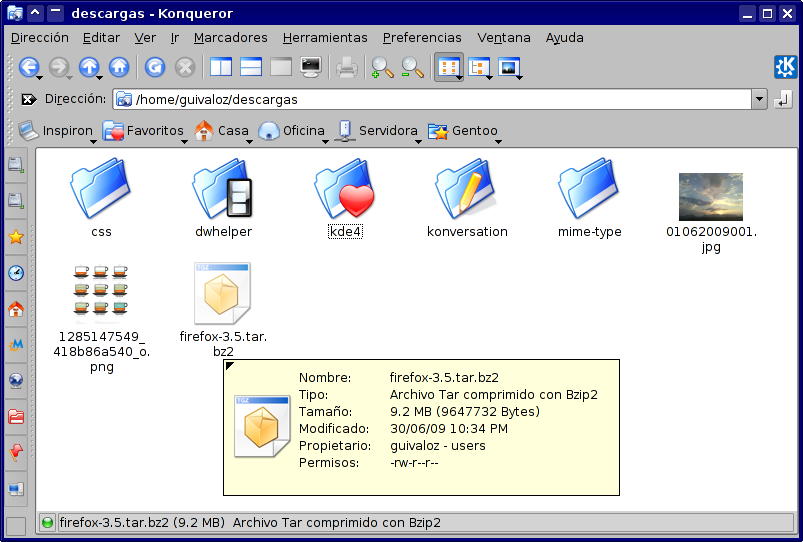 descargas - Konqueror
Dirección Editar Ver Ir Marcadores Herramientas Preferencias Ventana Ayuda
Dirección: /home/guivaloz/descargas
Inspiron Favoritos Casa Oficina Servidora Gentoo
css dwhelper kde4 konversation mime-type 01062009001.
jpg
1285147549_
418b86a540_o.
png
firefox-3.5.tar.
bz2
TGZ
Nombre: firefox-3.5.tar.bz2
Tipo: Archivo Tar comprimido con Bzip2
Tamaño: 9.2 MB (9647732 Bytes)
Modificado: 30/06/09 10:34 PM
Propietario: guivaloz - users
Permisos: -rw-r--r--
TGZ
firefox-3.5.tar.bz2 (9.2 MB) Archivo Tar comprimido con Bzip2